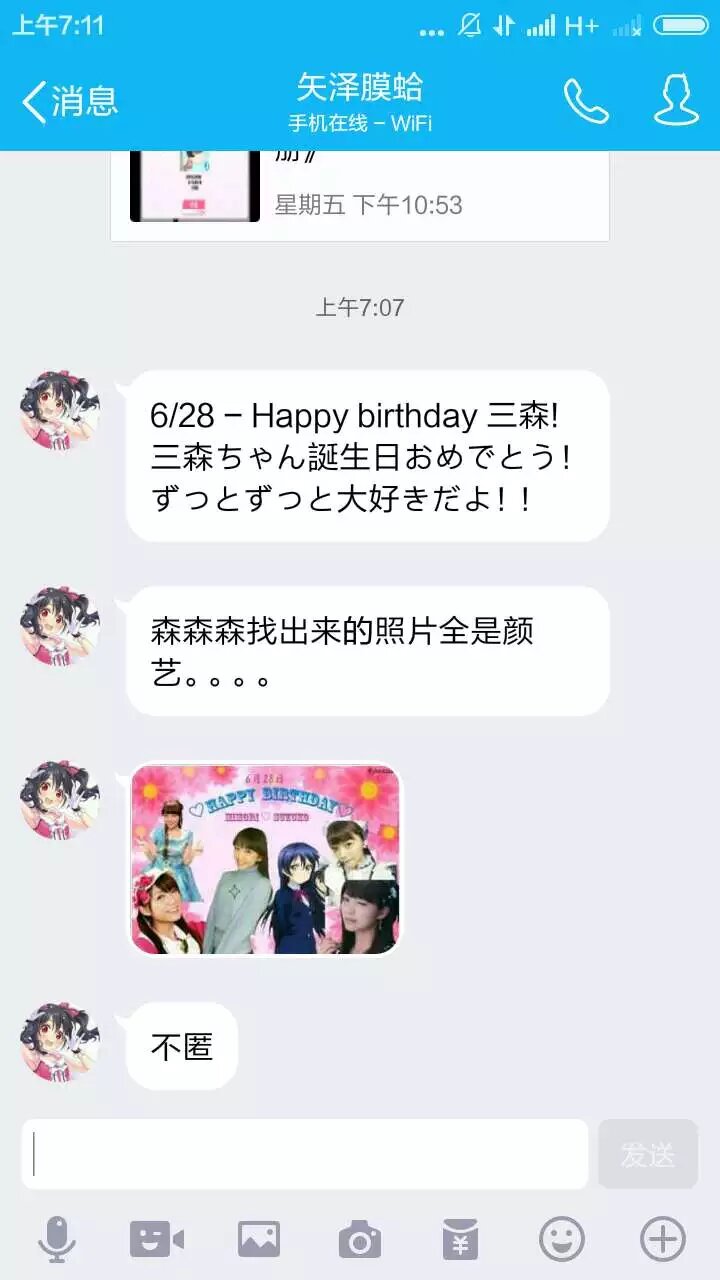 上午7:11
H+
消息
矢泽膜蛤
手机在线 – WiFi
册》
星期五 下午10:53
上午7:07
6/28 – Happy birthday 三森!
三森ちゃん誕生日おめでとう！
ずっとずっと大好きだよ！！
森森森找出来的照片全是颜
艺。。。。
6月28日
HAPPY BIRTHDAY
MIMORI ♡ SUZUKO
不匿
发送